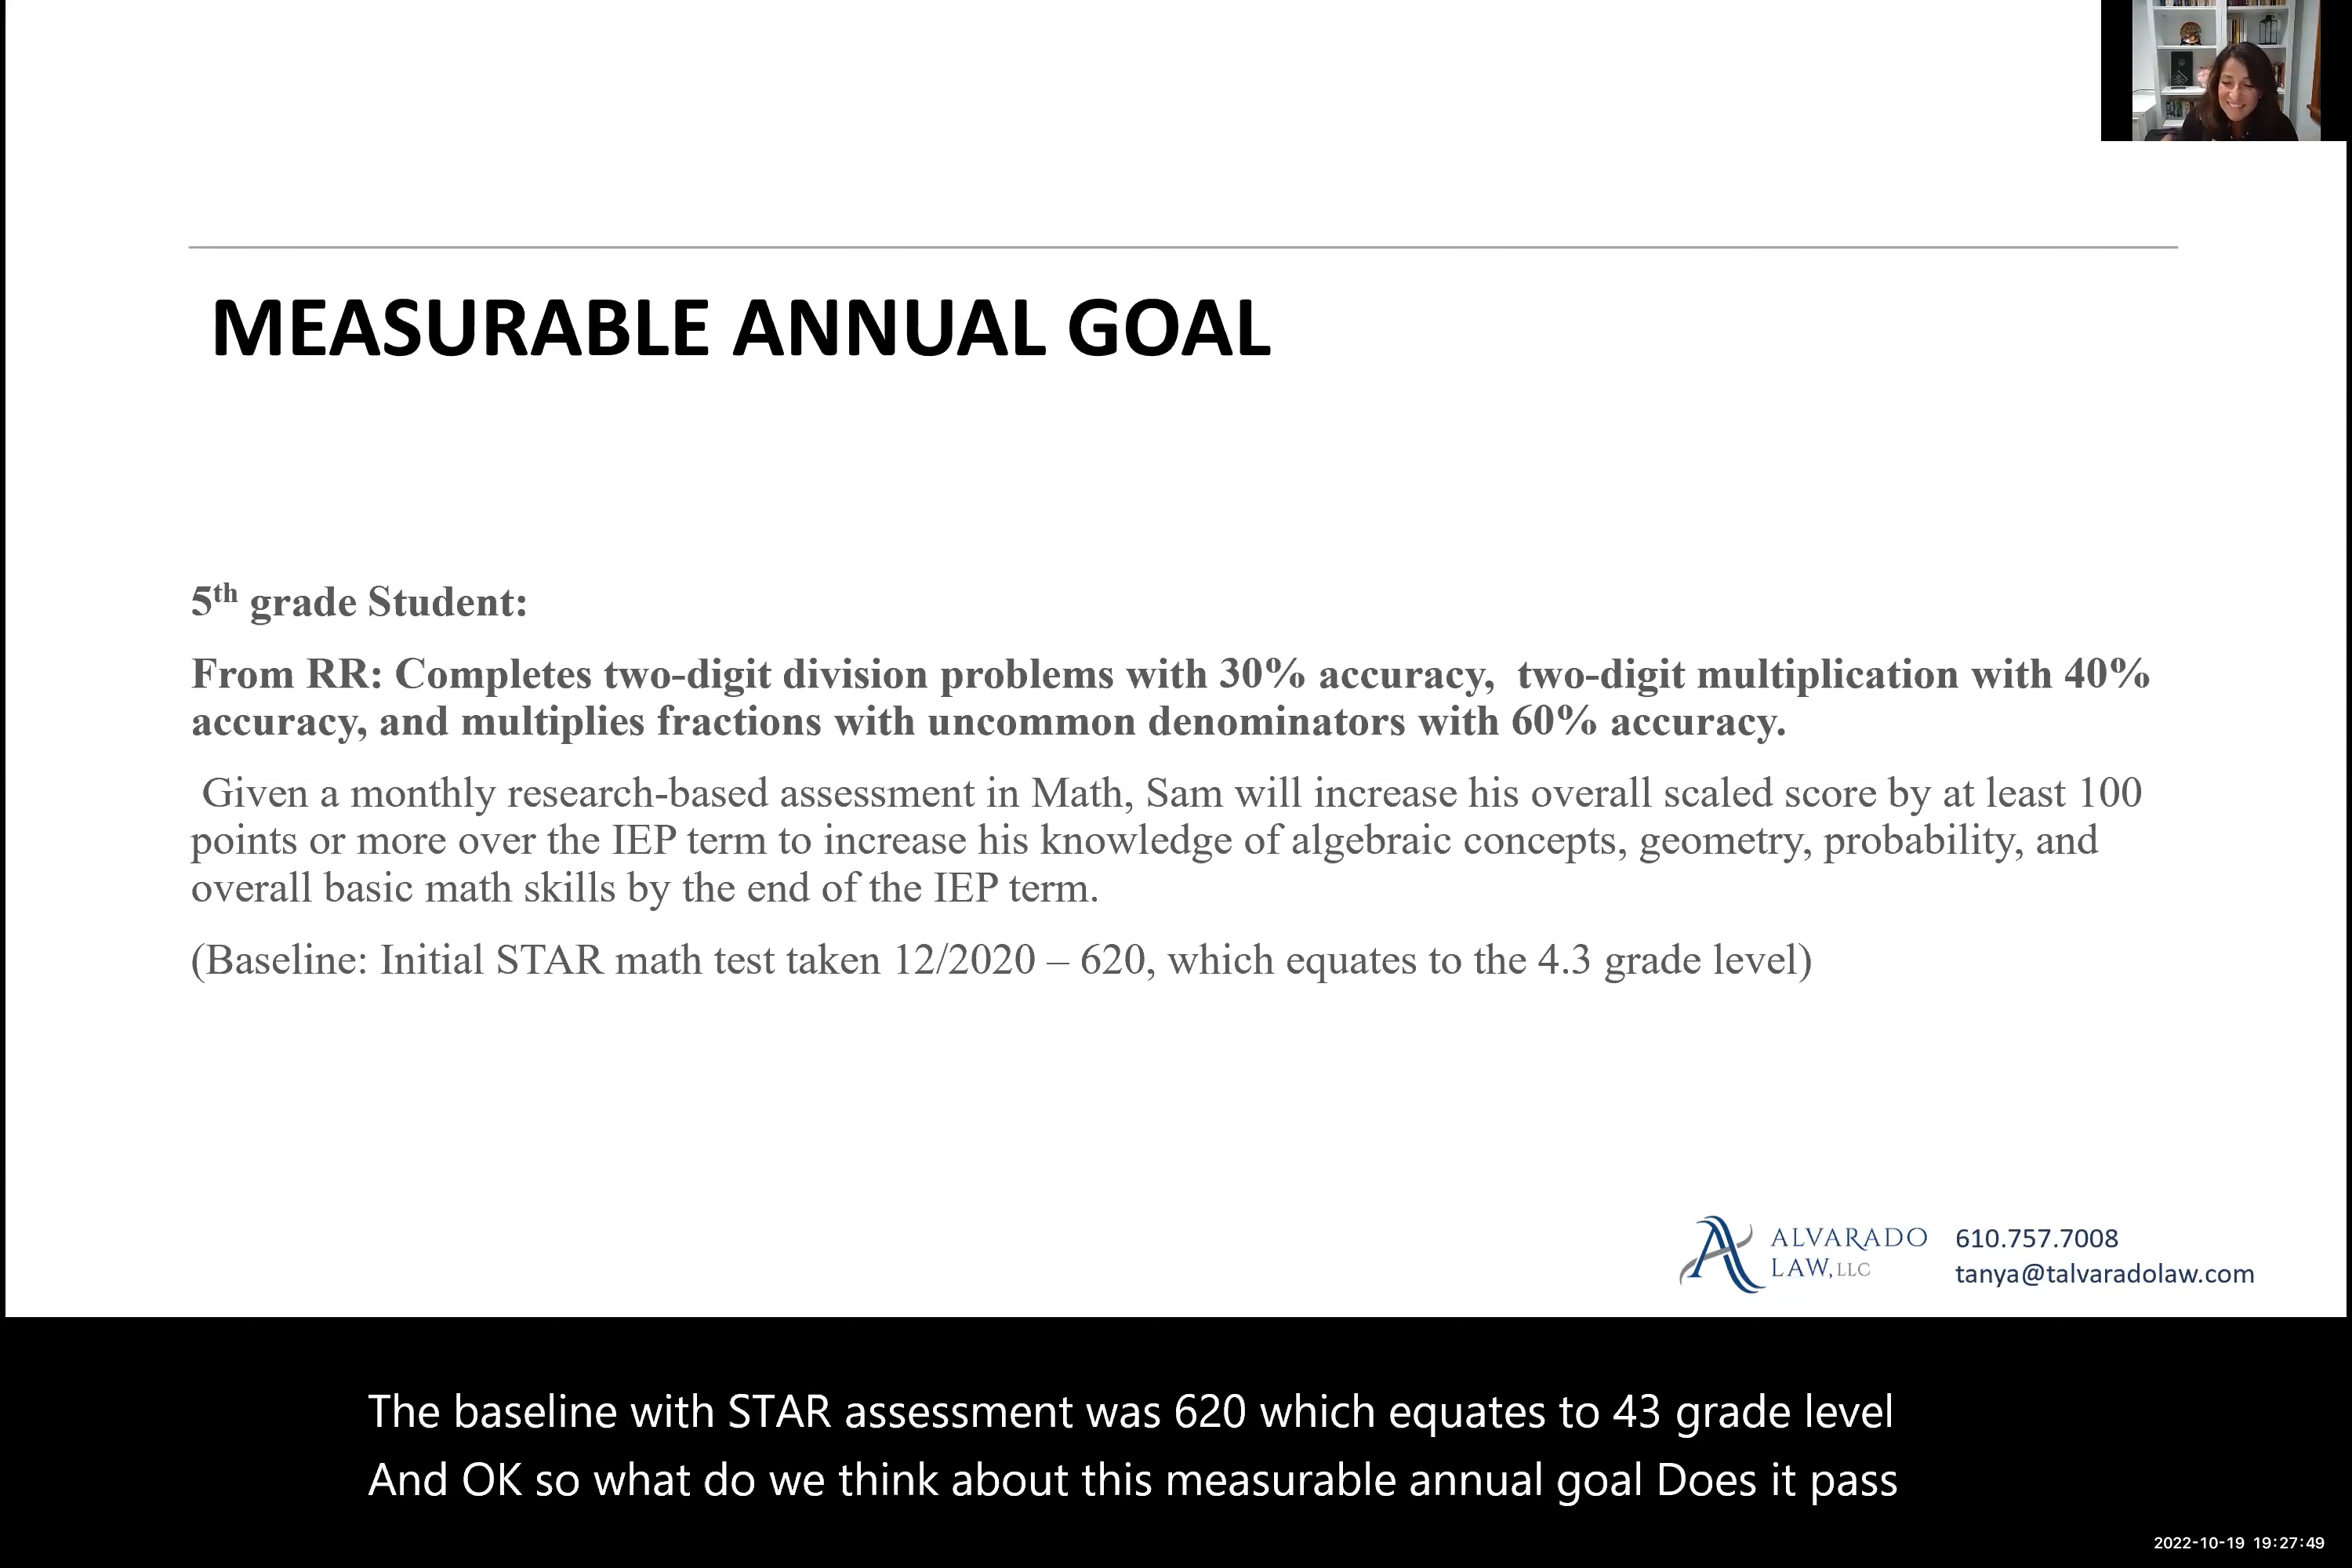 MEASURABLE ANNUAL GOAL
5th grade Student:
From RR: Completes two-digit division problems with 30% accuracy,  two-digit multiplication with 40%
accuracy, and multiplies fractions with uncommon denominators with 60% accuracy.
Given a monthly research-based assessment in Math, Sam will increase his overall scaled score by at least 100
points or more over the IEP term to increase his knowledge of algebraic concepts, geometry, probability, and
overall basic math skills by the end of the IEP term.
(Baseline: Initial STAR math test taken 12/2020 – 620, which equates to the 4.3 grade level)
ALVARADO
LAW, LLC
610.757.7008
tanya@talvaradolaw.com
The baseline with STAR assessment was 620 which equates to 43 grade level
And OK so what do we think about this measurable annual goal Does it pass
2022-10-19 19:27:49